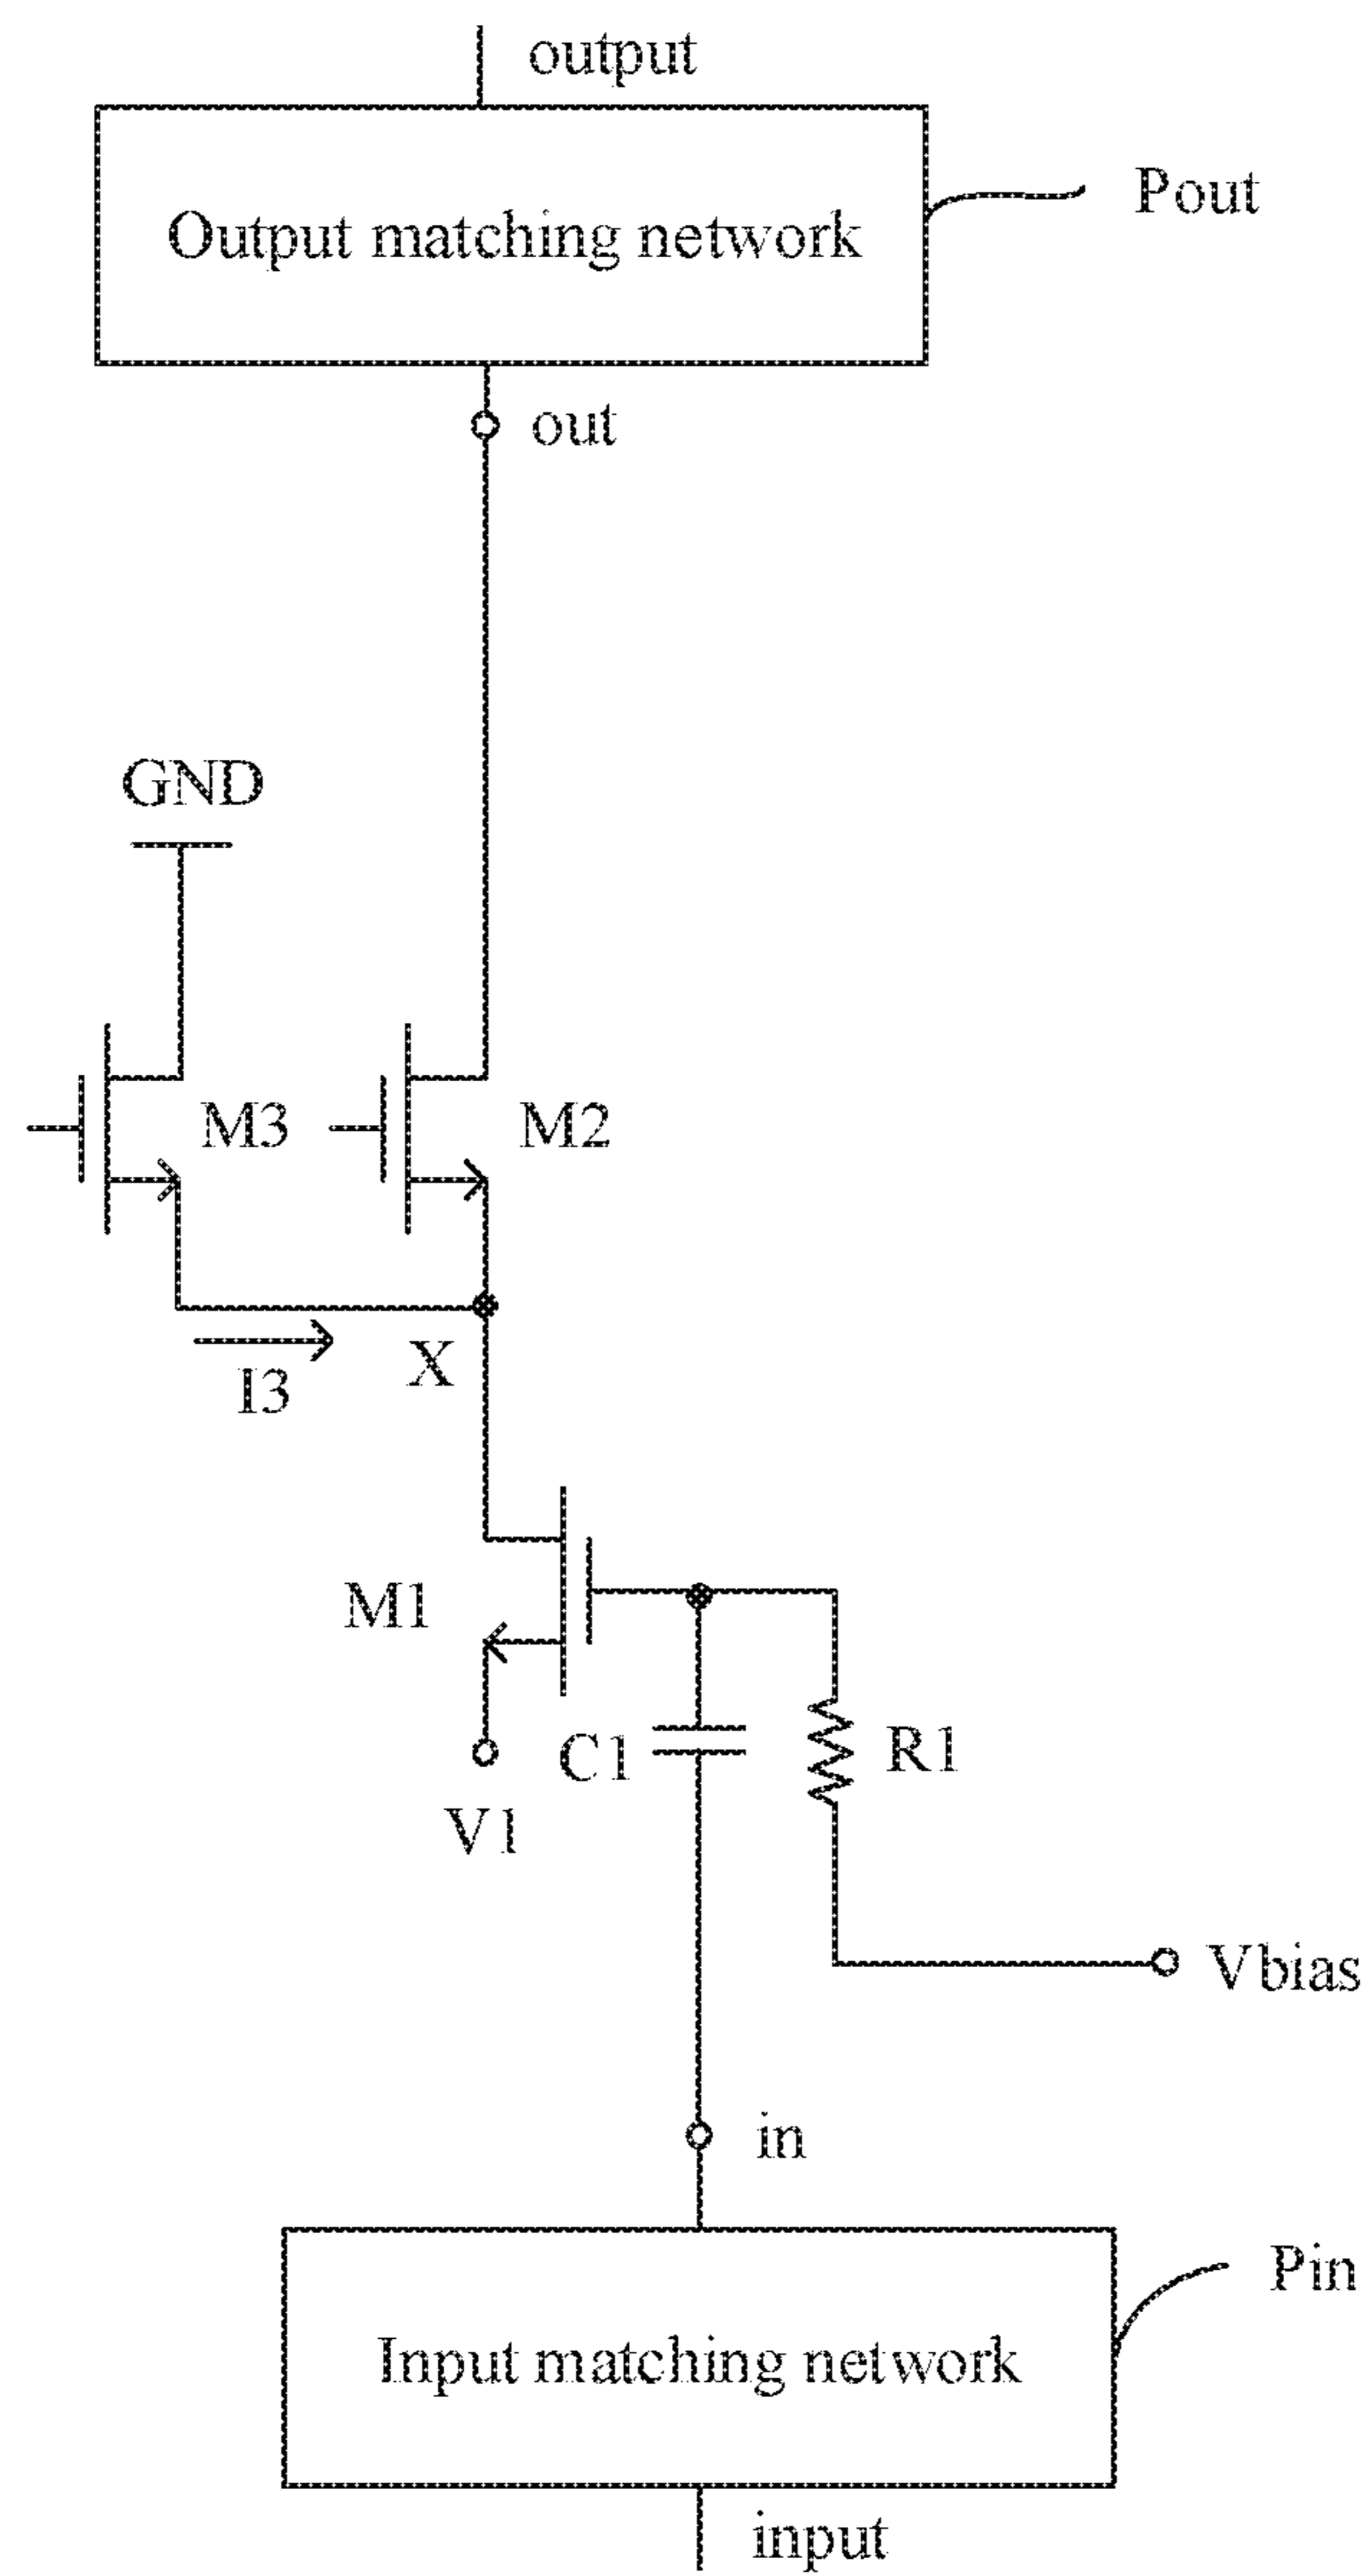 output
Output matching network
Pout
out
GND
M3
M2
I3
X
M1
C1
R1
V1
Vbias
in
Input matching network
Pin
input